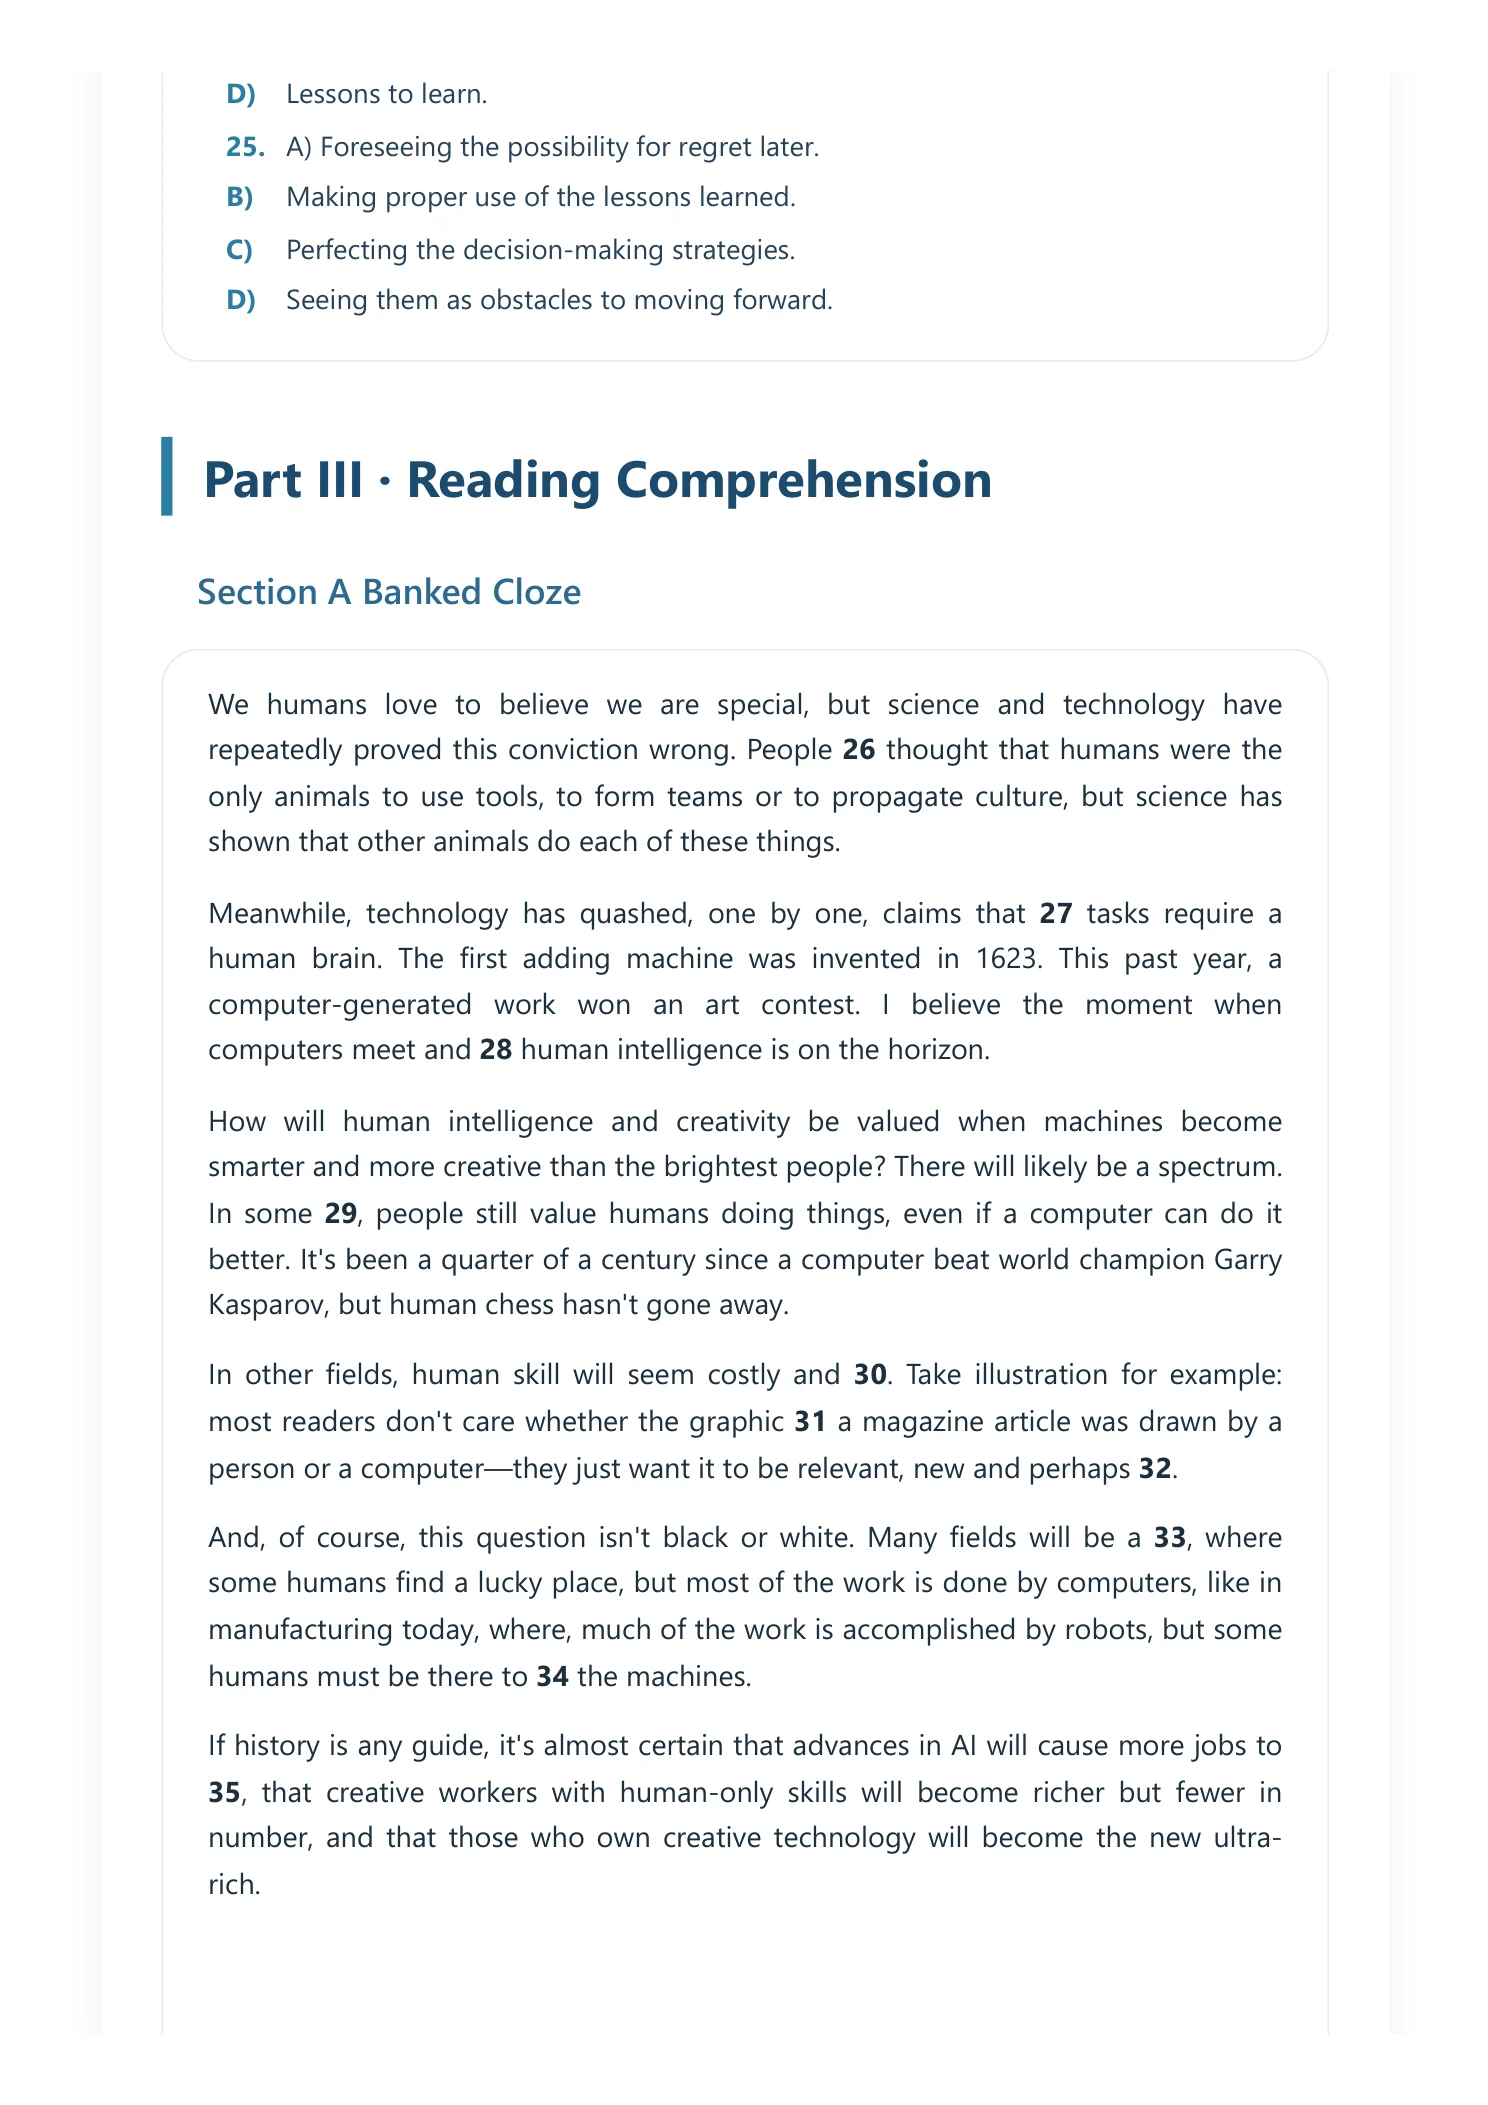 D) Lessons to learn.
25. A) Foreseeing the possibility for regret later.
B) Making proper use of the lessons learned.
C) Perfecting the decision-making strategies.
D) Seeing them as obstacles to moving forward.
Part III · Reading Comprehension
Section A Banked Cloze
We humans love to believe we are special, but science and technology have
repeatedly proved this conviction wrong. People 26 thought that humans were the
only animals to use tools, to form teams or to propagate culture, but science has
shown that other animals do each of these things.
Meanwhile, technology has quashed, one by one, claims that 27 tasks require a
human brain. The first adding machine was invented in 1623. This past year, a
computer-generated work won an art contest. I believe the moment when
computers meet and 28 human intelligence is on the horizon.
How will human intelligence and creativity be valued when machines become
smarter and more creative than the brightest people? There will likely be a spectrum.
In some 29, people still value humans doing things, even if a computer can do it
better. It's been a quarter of a century since a computer beat world champion Garry
Kasparov, but human chess hasn't gone away.
In other fields, human skill will seem costly and 30. Take illustration for example:
most readers don't care whether the graphic 31 a magazine article was drawn by a
person or a computer—they just want it to be relevant, new and perhaps 32.
And, of course, this question isn't black or white. Many fields will be a 33, where
some humans find a lucky place, but most of the work is done by computers, like in
manufacturing today, where, much of the work is accomplished by robots, but some
humans must be there to 34 the machines.
If history is any guide, it's almost certain that advances in AI will cause more jobs to
35, that creative workers with human-only skills will become richer but fewer in
number, and that those who own creative technology will become the new ultra-
rich.